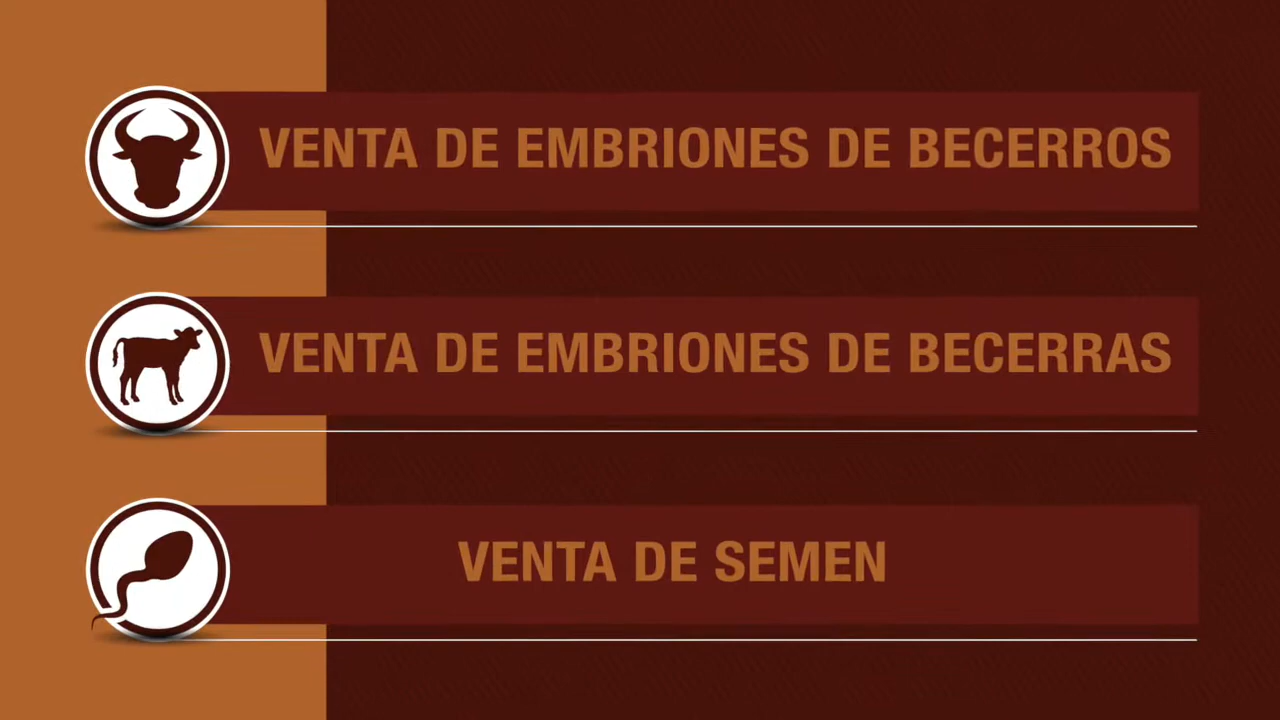 VENTA DE EMBRIONES DE BECERROS
VENTA DE EMBRIONES DE BECERRAS
VENTA DE SEMEN